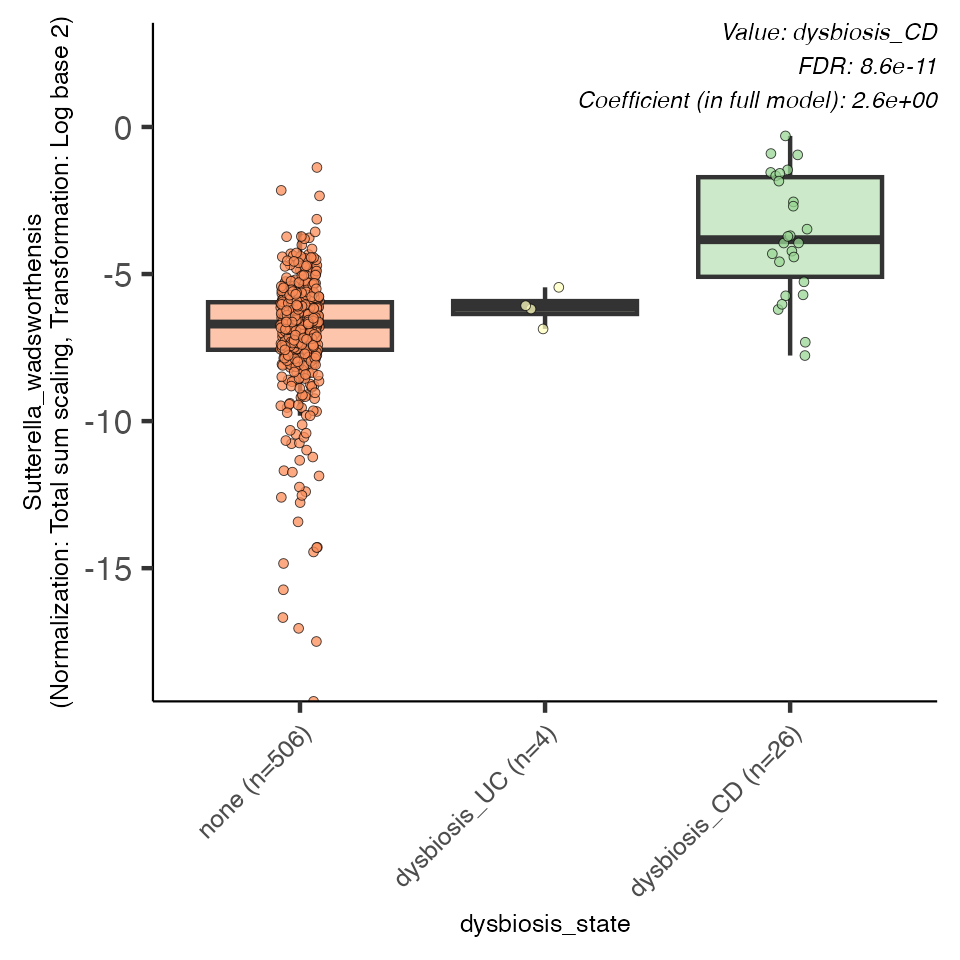 Value: dysbiosis_CD
FDR: 8.6e-11
Coefficient (in full model): 2.6e+00
Sutterella_wadsworthensis
(Normalization: Total sum scaling, Transformation: Log base 2)
0
-5
-10
-15
none (n=506)
dysbiosis_UC (n=4)
dysbiosis_CD (n=26)
dysbiosis_state